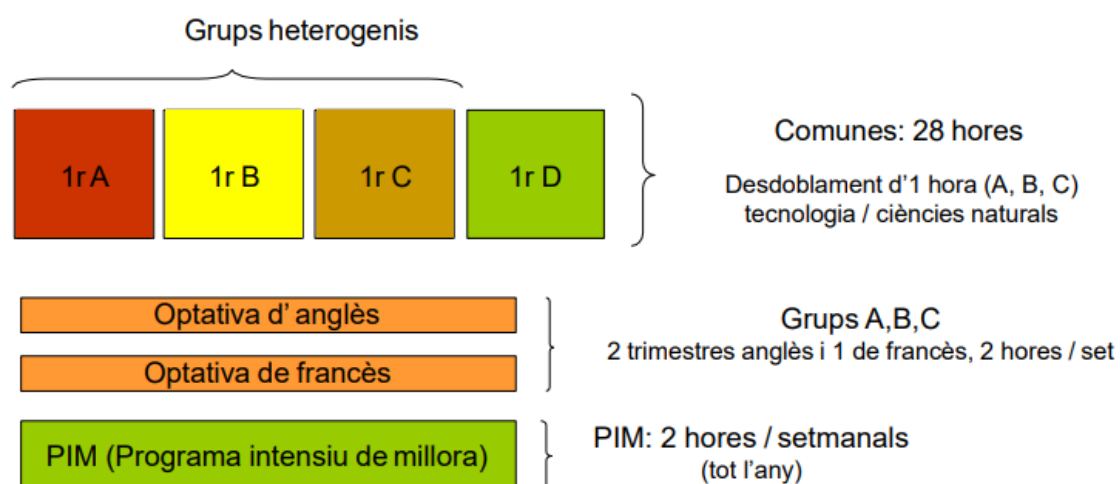 Grups heterogenis
1r A
1r B
1r C
1r D
Comunes: 28 hores
Desdoblament d'1 hora (A, B, C)
tecnologia / ciències naturals
Optativa d' anglès
Optativa de francès
Grups A,B,C
2 trimestres anglès i 1 de francès, 2 hores / set
PIM (Programa intensiu de millora)
PIM: 2 hores / setmanals
(tot l'any)